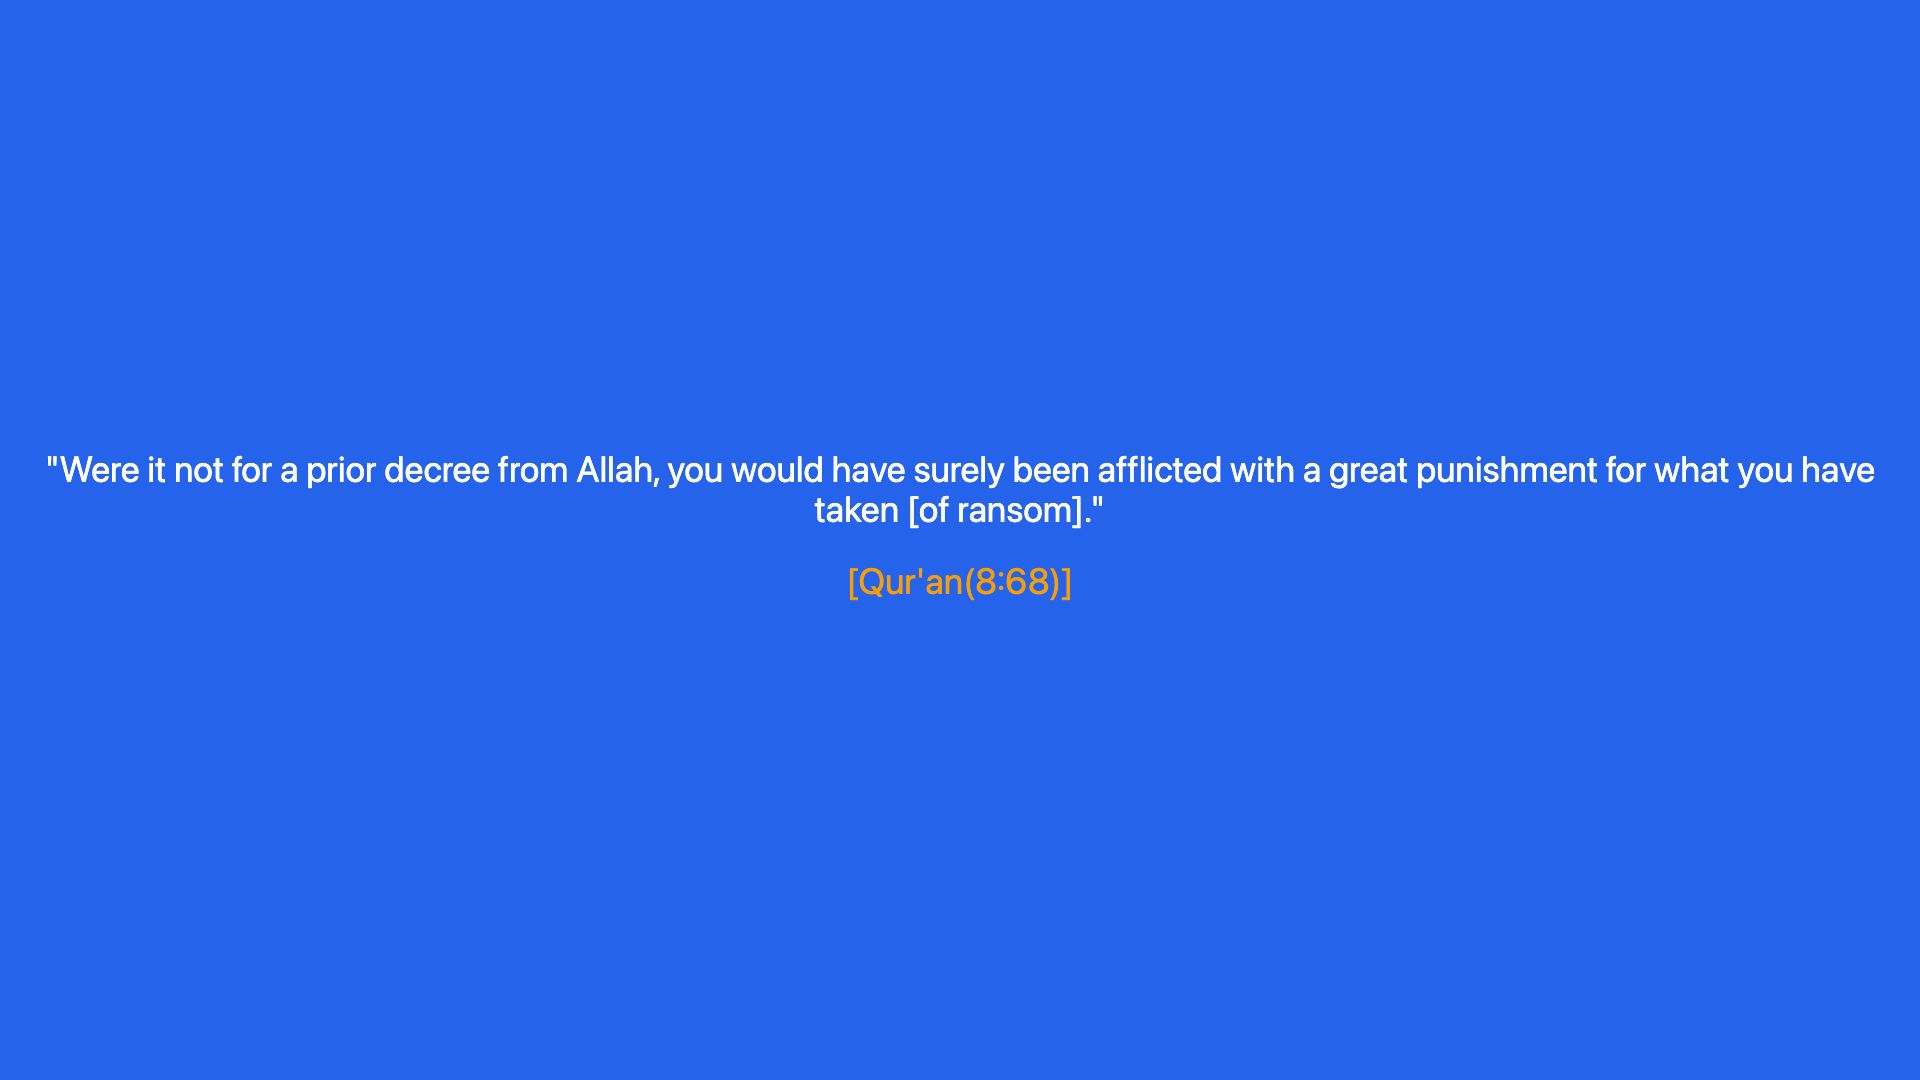 "Were it not for a prior decree from Allah, you would have surely been afflicted with a great punishment for what you have
taken [of ransom]."
[Qur'an(8:68)]